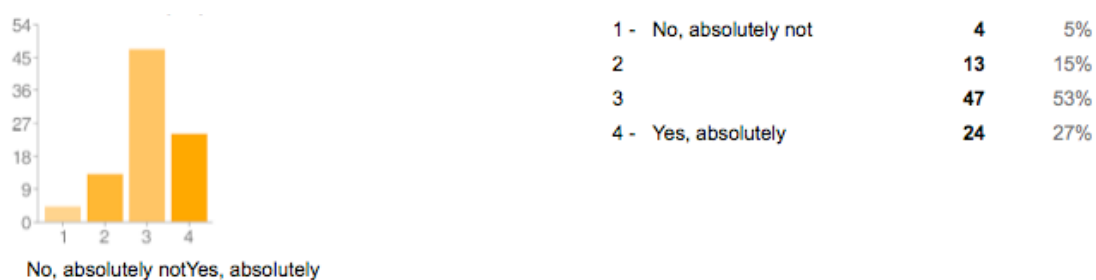 54
45
36
27
18
9
0
1 2 3 4
No, absolutely notYes, absolutely
1 - No, absolutely not 4 5%
2 13 15%
3 47 53%
4 - Yes, absolutely 24 27%